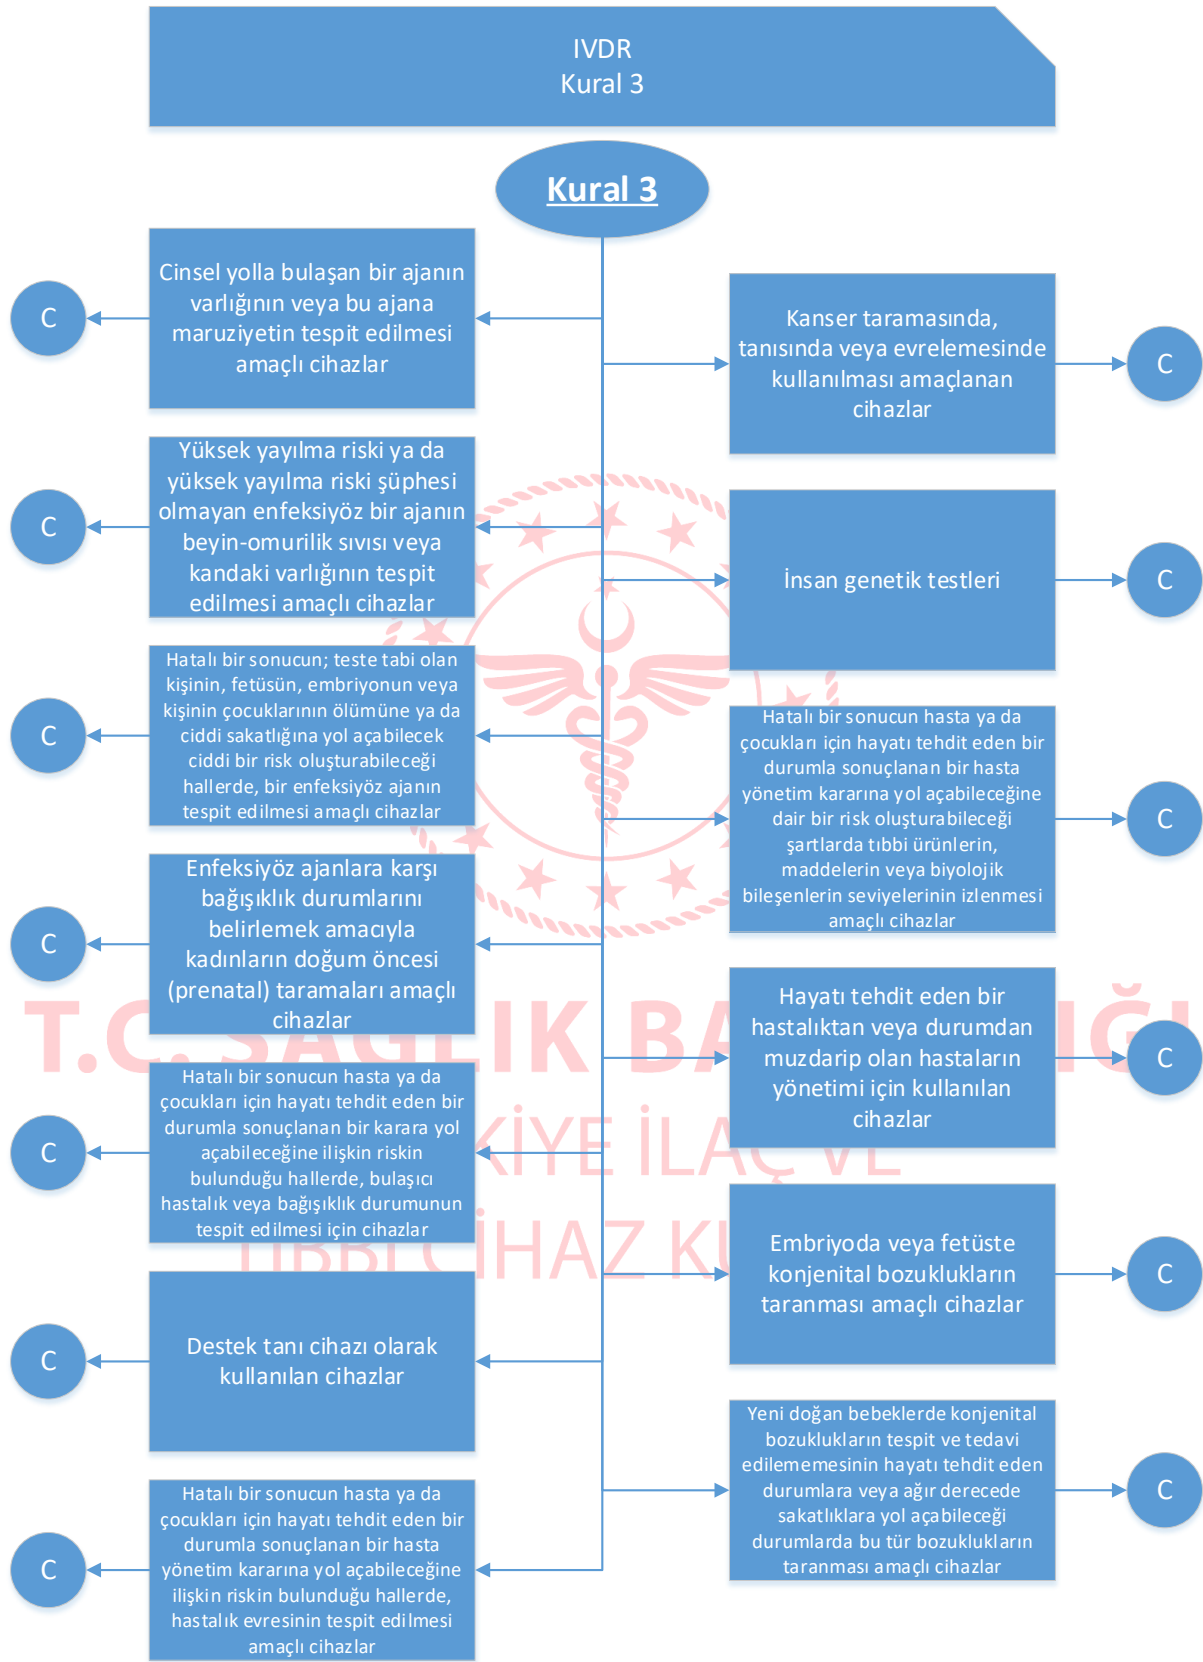 IVDR
Kural 3
Kural 3
Cinsel yolla bulaşan bir ajanın
varlığının veya bu ajana
maruziyetin tespit edilmesi
amaçlı cihazlar
C
Yüksek yayılma riski ya da
yüksek yayılma riski şüphesi
olmayan enfeksiyöz bir ajanın
beyin-omurilik sıvısı veya
kandaki varlığının tespit
edilmesi amaçlı cihazlar
C
Hatalı bir sonucun; teste tabi olan
kişinin, fetüsün, embriyonun veya
kişinin çocuklarının ölümüne ya da
ciddi sakatlığına yol açabilecek
ciddi bir risk oluşturabileceği
hallerde, bir enfeksiyöz ajanın
tespit edilmesi amaçlı cihazlar
C
Enfeksiyöz ajanlara karşı
bağışıklık durumlarını
belirlemek amacıyla
kadınların doğum öncesi
(prenatal) taramaları amaçlı
cihazlar
C
Hatalı bir sonucun hasta ya da
çocukları için hayatı tehdit eden bir
durumla sonuçlanan bir karara yol
açabileceğine ilişkin riskin
bulunduğu hallerde, bulaşıcı
hastalık veya bağışıklık durumunun
tespit edilmesi için cihazlar
C
Destek tanı cihazı olarak
kullanılan cihazlar
C
Hatalı bir sonucun hasta ya da
çocukları için hayatı tehdit eden bir
durumla sonuçlanan bir hasta
yönetim kararına yol açabileceğine
ilişkin riskin bulunduğu hallerde,
hastalık evresinin tespit edilmesi
amaçlı cihazlar
C
Kanser taramasında,
tanısında veya evrelemesinde
kullanılması amaçlanan
cihazlar
C
İnsan genetik testleri
C
Hatalı bir sonucun hasta ya da
çocukları için hayatı tehdit eden bir
durumla sonuçlanan bir hasta
yönetim kararına yol açabileceğine
dair bir risk oluşturabileceği
şartlarda tıbbi ürünlerin,
maddelerin veya biyolojik
bileşenlerin seviyelerinin izlenmesi
amaçlı cihazlar
C
Hayatı tehdit eden bir
hastalıktan veya durumdan
muzdarip olan hastaların
yönetimi için kullanılan
cihazlar
C
Embriyoda veya fetüste
konjenital bozuklukların
taranması amaçlı cihazlar
C
Yeni doğan bebeklerde konjenital
bozuklukların tespit ve tedavi
edilememesinin hayatı tehdit eden
durumlara veya ağır derecede
sakatlıklara yol açabileceği
durumlarda bu tür bozuklukların
taranması amaçlı cihazlar
C
T.C. SAĞLIK
İLAÇ VE
TIBBİ CİHAZ